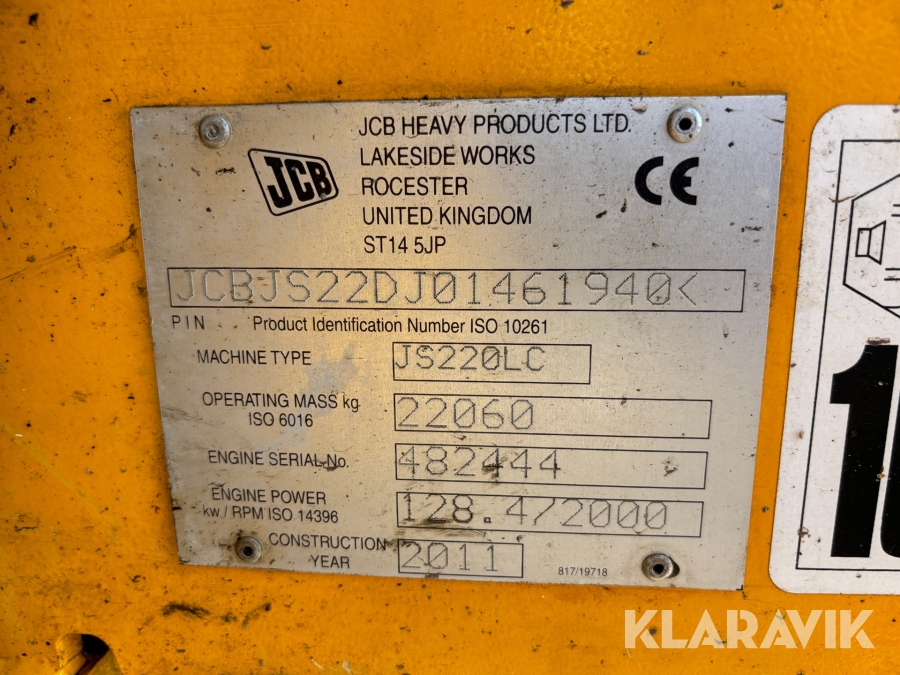 JCB HEAVY PRODUCTS LTD.
JCB
LAKESIDE WORKS
ROCESTER
CE
UNITED KINGDOM
ST14 5JP
JCBJS22DJ01461940<
PIN Product Identification Number ISO 10261
MACHINE TYPE JS220LC
OPERATING MASS kg 22060
ISO 6016
ENGINE SERIAL No. 482444
ENGINE POWER 128.4/2000
kw / RPM ISO 14396
CONSTRUCTION YEAR 2011
817/19718
KLARAVIK